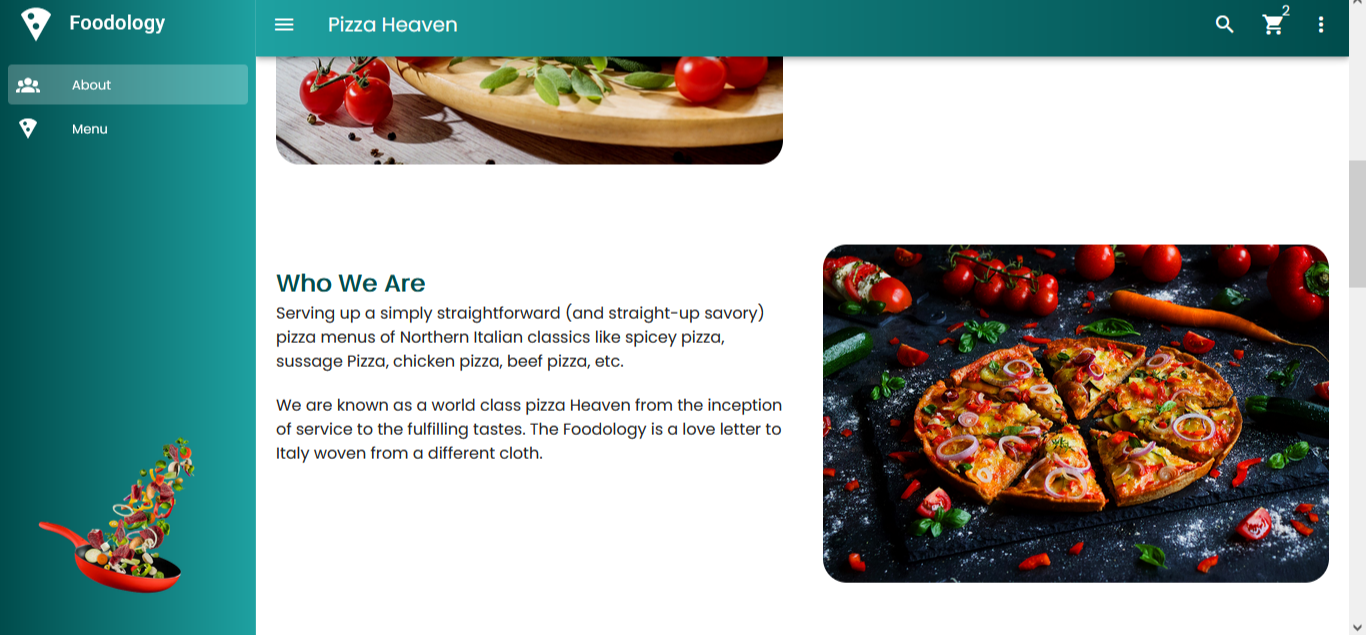 Foodology
Pizza Heaven
2
About
Menu
Who We Are
Serving up a simply straightforward (and straight-up savory)
pizza menus of Northern Italian classics like spicey pizza,
sussage Pizza, chicken pizza, beef pizza, etc.
We are known as a world class pizza Heaven from the inception
of service to the fulfilling tastes. The Foodology is a love letter to
Italy woven from a different cloth.